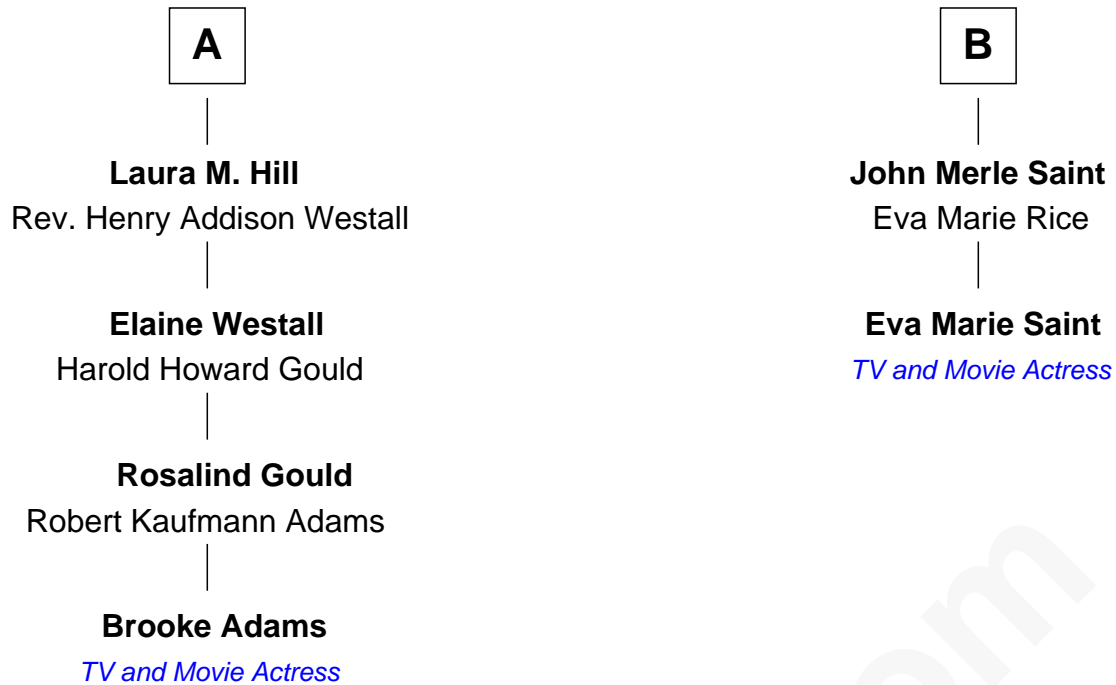 A
Laura M. Hill
Rev. Henry Addison Westall
Elaine Westall
Harold Howard Gould
Rosalind Gould
Robert Kaufmann Adams
Brooke Adams
TV and Movie Actress
B
John Merle Saint
Eva Marie Rice
Eva Marie Saint
TV and Movie Actress
om